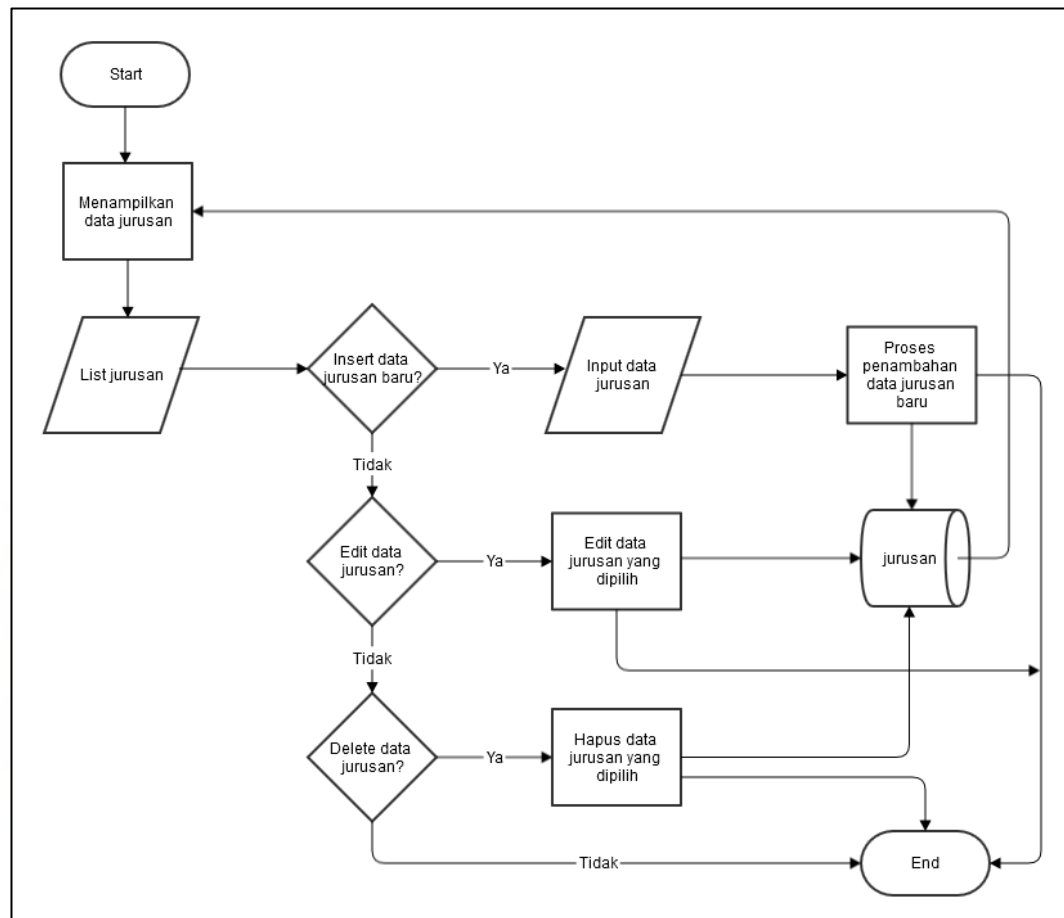 Start
Menampilkan
data jurusan
List jurusan
Insert data
jurusan baru?
Ya
Input data
jurusan
Proses
penambahan
data jurusan
baru
Tidak
Edit data
jurusan?
Ya
Edit data
jurusan yang
dipilih
jurusan
Tidak
Delete data
jurusan?
Ya
Hapus data
jurusan yang
dipilih
Tidak
End